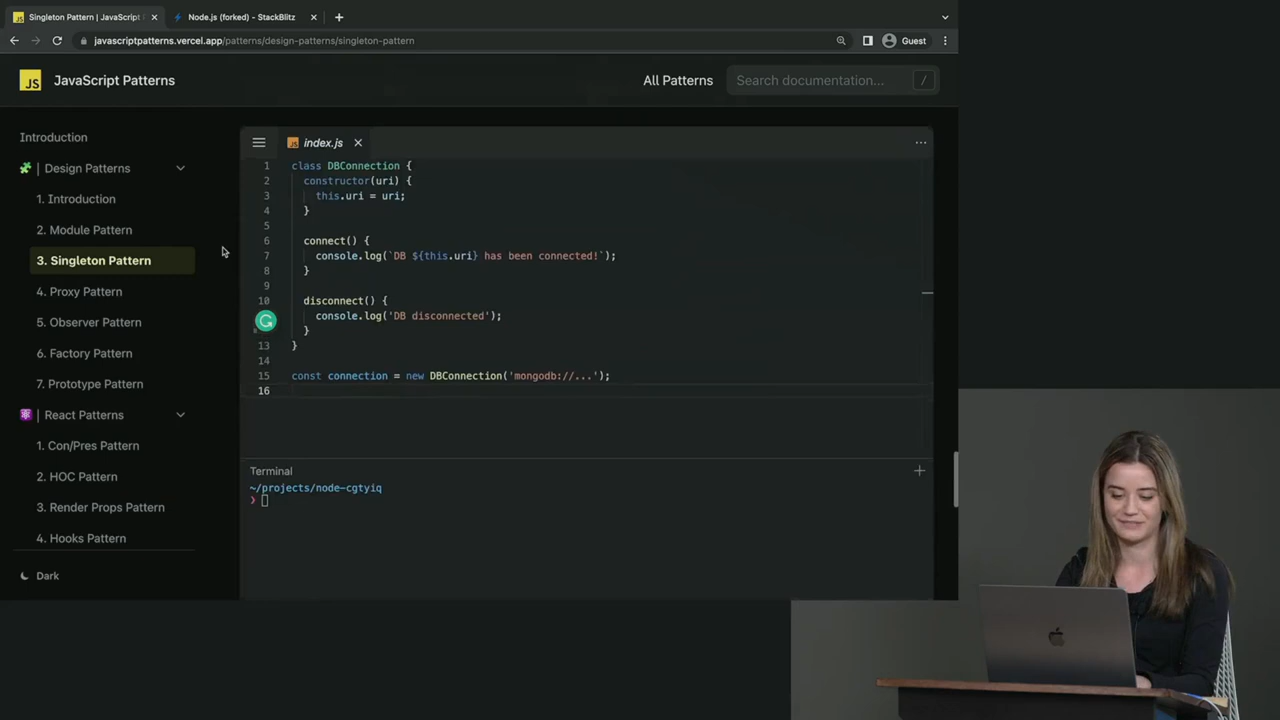 Singleton Pattern | JavaScript
Node.js (forked) - StackBlitz
javascriptpatterns.vercel.app/patterns/design-patterns/singleton-pattern
Guest
JS
JavaScript Patterns
All Patterns
Search documentation...
/
Introduction
| Design Patterns
1. Introduction
2. Module Pattern
3. Singleton Pattern
4. Proxy Pattern
5. Observer Pattern
6. Factory Pattern
7. Prototype Pattern
| React Patterns
1. Con/Pres Pattern
2. HOC Pattern
3. Render Props Pattern
4. Hooks Pattern
Dark
index.js
1 class DBConnection {
2 constructor(uri) {
3 this.uri = uri;
4 }
5
6 connect() {
7 console.log(`DB ${this.uri} has been connected!`);
8 }
9
10 disconnect() {
console.log('DB disconnected');
}
13 }
14
15 const connection = new DBConnection('mongodb://...');
16
Terminal
~/projects/node-cgtyiq
❯